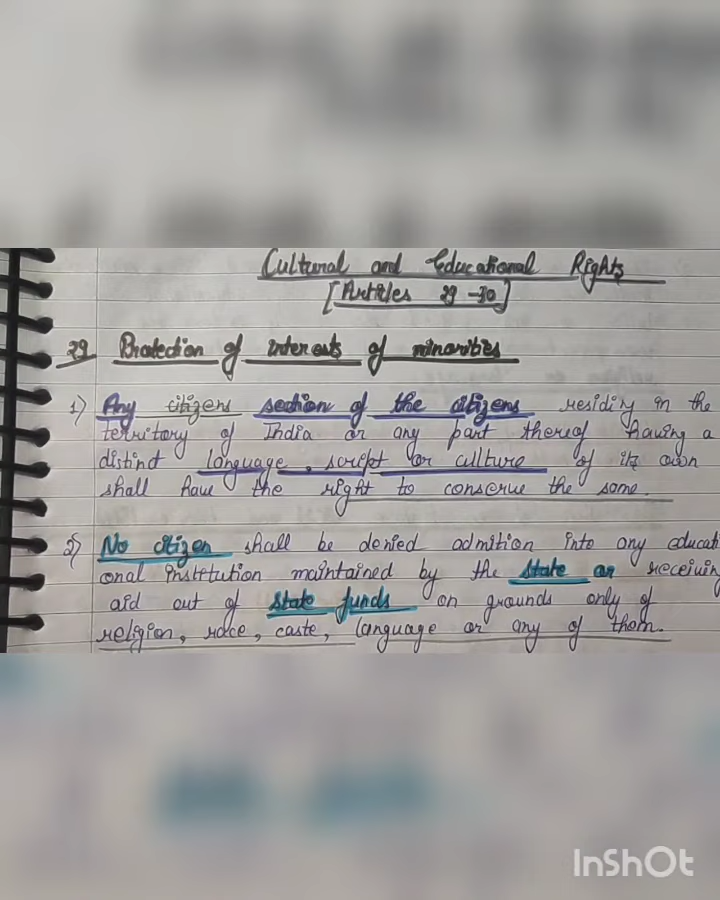 Cultural and Educational Rights
[Articles 29-30]
29 Protection of interests of minorities
1) Any citizens section of the citizens residing in the
territory of India or any part thereof having a
distinct language, script or culture of its own
shall have the right to conserve the same.
2) No citizen shall be denied admition into any educat
ional institution maintained by the state or receiving
aid out of state funds on grounds only of
religion, race, caste, language or any of them.
InShOt